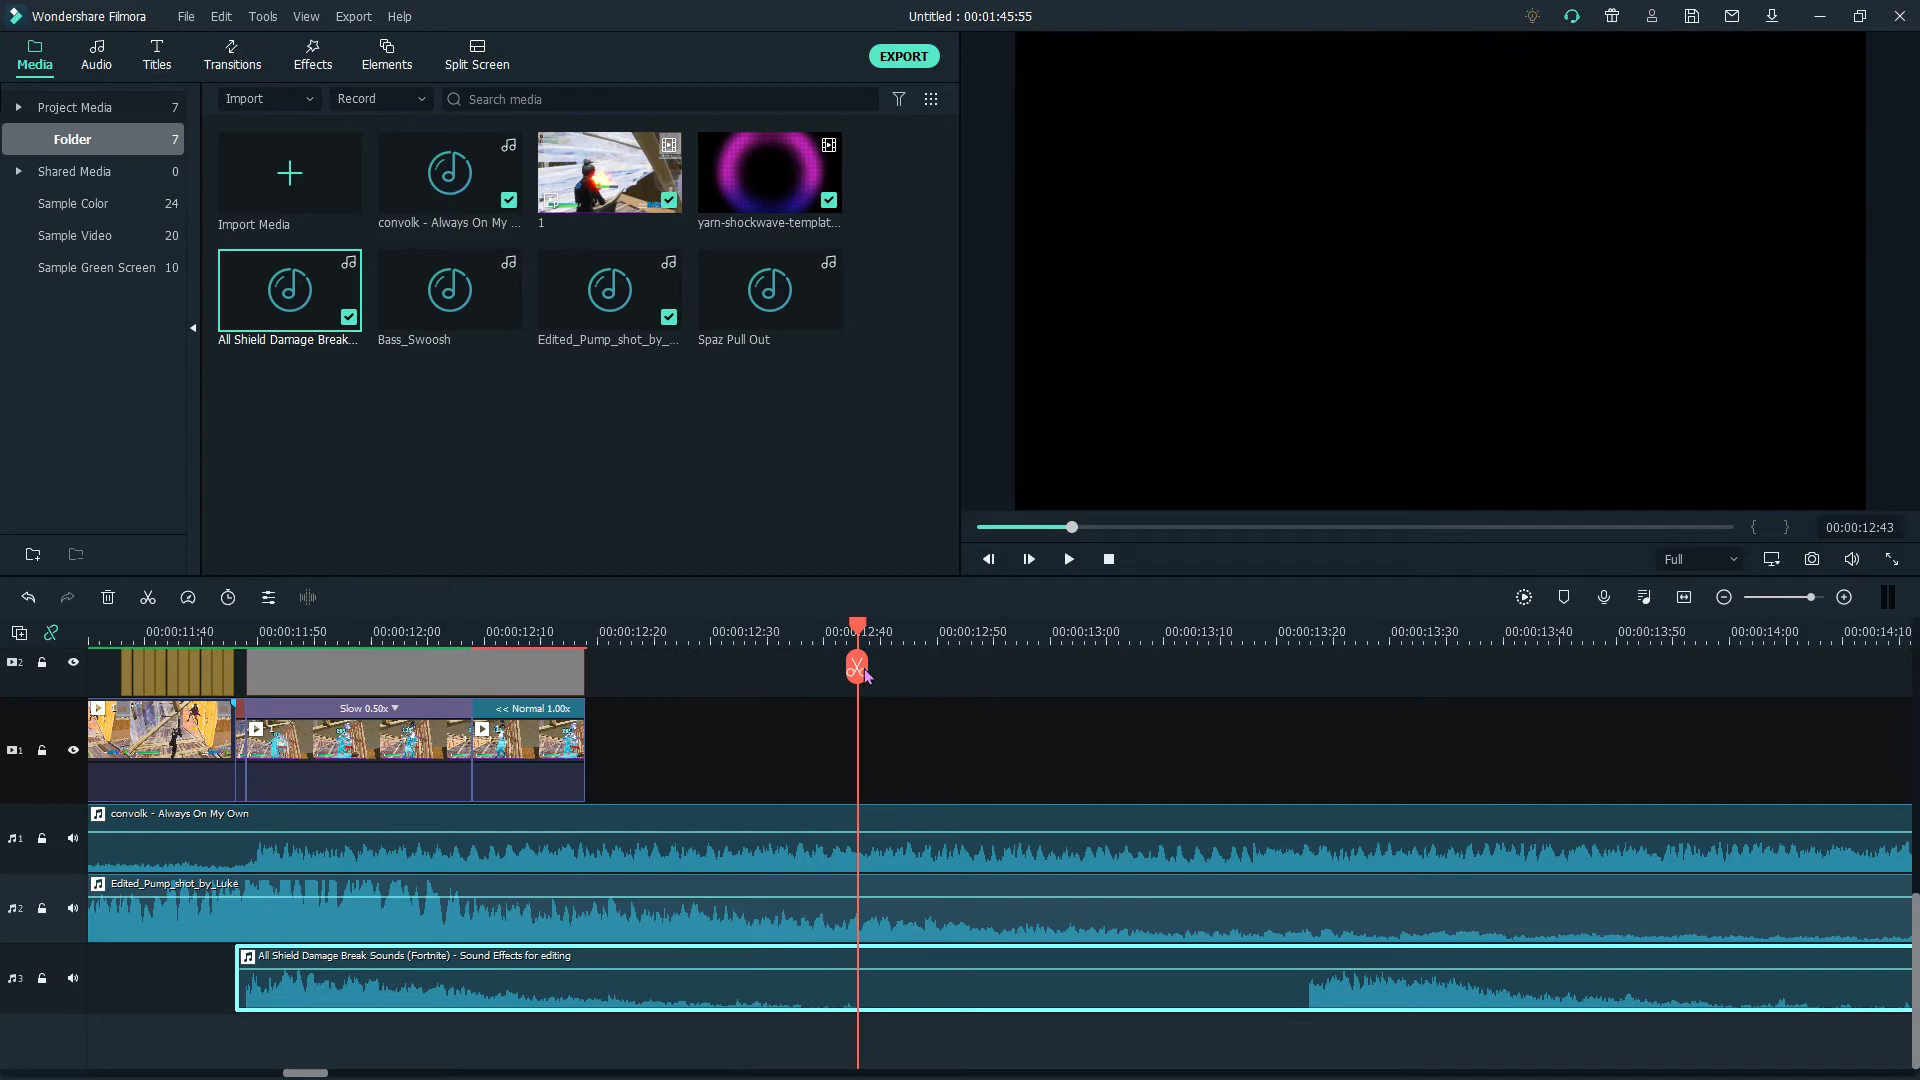 Wondershare Filmora File Edit Tools View Export Help Untitled : 00:01:45:55
Media Audio Titles Transitions Effects Elements Split Screen EXPORT
Import Record Search media
Project Media 7
Folder 7
Shared Media 0
Sample Color 24
Sample Video 20
Sample Green Screen 10
Import Media convolk - Always On My ... 1 yarn-shockwave-templat...
All Shield Damage Break... Bass_Swoosh Edited_Pump_shot_by_... Spaz Pull Out
00:00:12:43
Full
00:00:11:40 00:00:11:50 00:00:12:00 00:00:12:10 00:00:12:20 00:00:12:30 00:00:12:40 00:00:12:50 00:00:13:00 00:00:13:10 00:00:13:20 00:00:13:30 00:00:13:40 00:00:13:50 00:00:14:00 00:00:14:10
2
1 Slow 0.50x << Normal 1.00x
1 1
1
convolk - Always On My Own
1
Edited_Pump_shot_by_Luke
2
All Shield Damage Break Sounds (Fortnite) - Sound Effects for editing
3